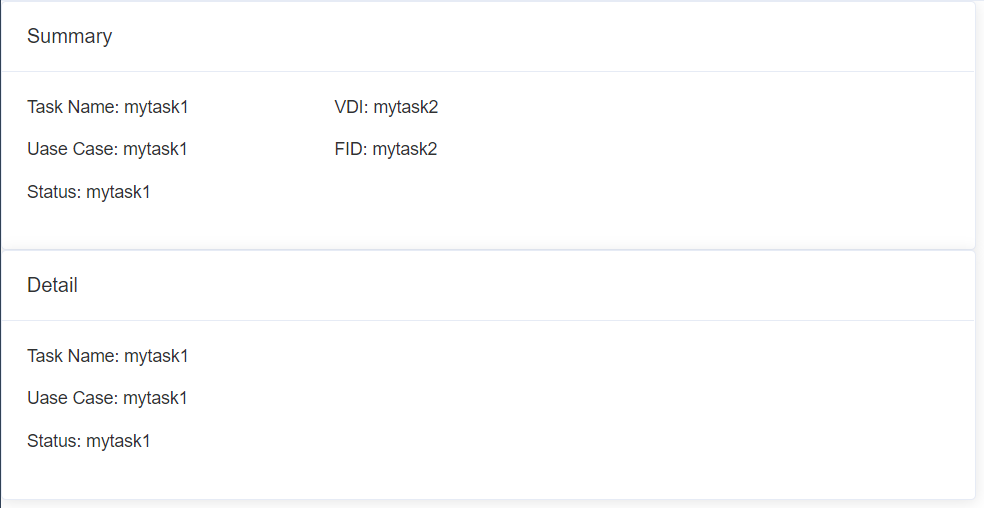 Summary
Task Name: mytask1 VDI: mytask2
Uase Case: mytask1 FID: mytask2
Status: mytask1
Detail
Task Name: mytask1
Uase Case: mytask1
Status: mytask1